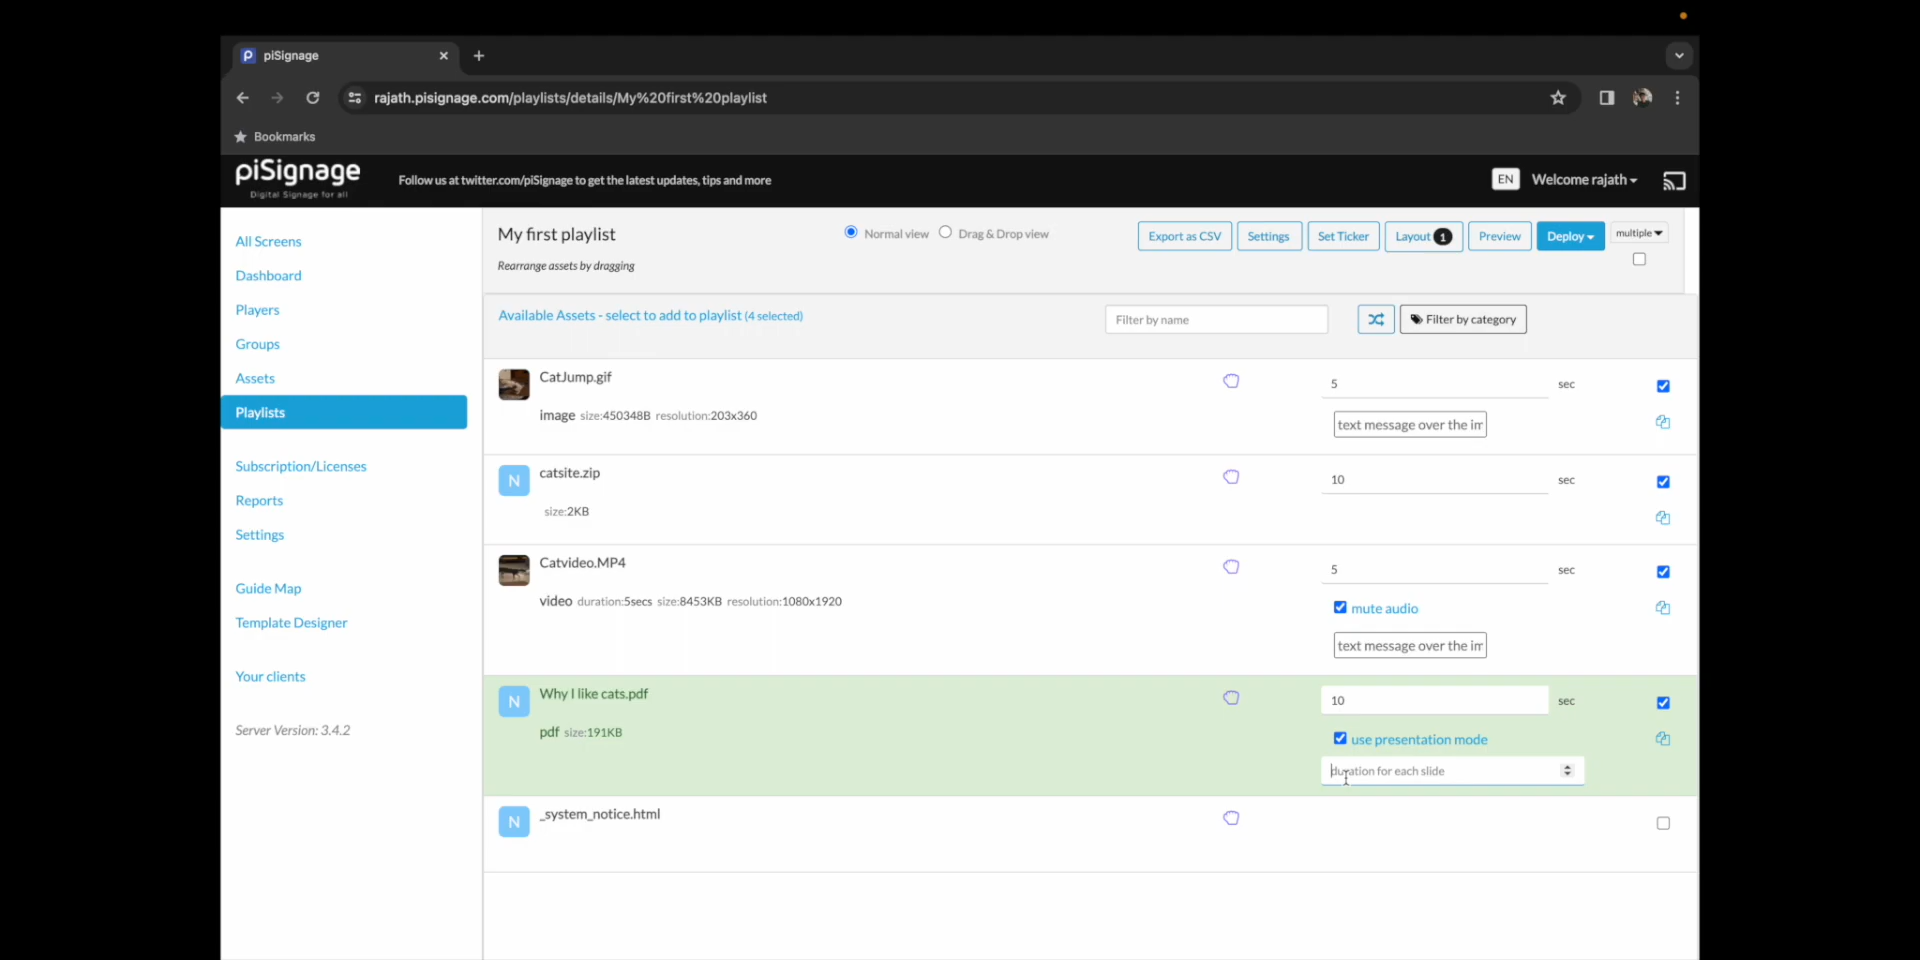 piSignage
rajath.pisignage.com/playlists/details/My%20first%20playlist
Bookmarks
piSignage
Digital Signage for all
Follow us at twitter.com/piSignage to get the latest updates, tips and more
EN
Welcome rajath
All Screens
Dashboard
Players
Groups
Assets
Playlists
Subscription/Licenses
Reports
Settings
Guide Map
Template Designer
Your clients
Server Version: 3.4.2
My first playlist
Normal view
Drag & Drop view
Export as CSV
Settings
Set Ticker
Layout 1
Preview
Deploy
multiple
Rearrange assets by dragging
Available Assets - select to add to playlist (4 selected)
Filter by name
Filter by category
CatJump.gif
5 sec
image size:450348B resolution:203x360
text message over the im
N
catsite.zip
10 sec
size:2KB
Catvideo.MP4
5 sec
video duration:5secs size:8453KB resolution:1080x1920
mute audio
text message over the im
N
Why I like cats.pdf
10 sec
pdf size:191KB
use presentation mode
duration for each slide
N
_system_notice.html